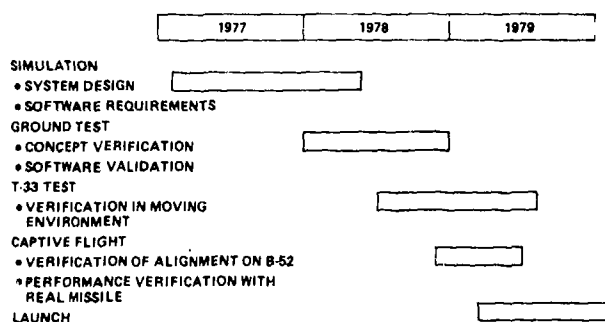 1977 1978 1979
SIMULATION
• SYSTEM DESIGN
• SOFTWARE REQUIREMENTS
GROUND TEST
• CONCEPT VERIFICATION
• SOFTWARE VALIDATION
T-33 TEST
• VERIFICATION IN MOVING
ENVIRONMENT
CAPTIVE FLIGHT
• VERIFICATION OF ALIGNMENT ON B-52
• PERFORMANCE VERIFICATION WITH
REAL MISSILE
LAUNCH